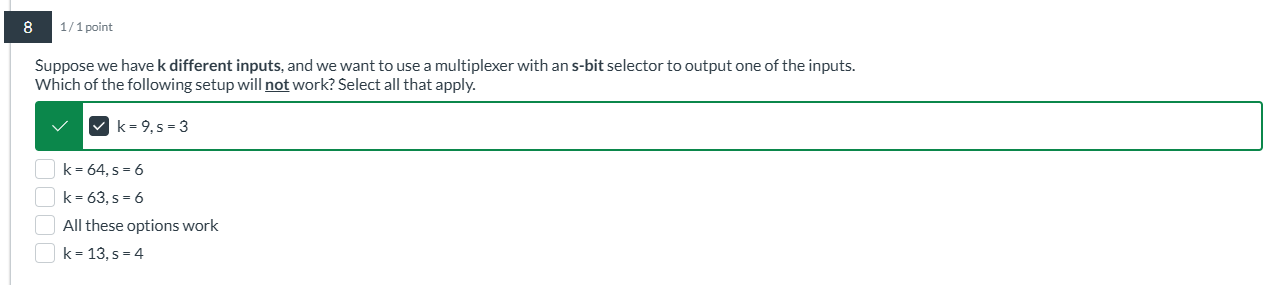 8
1 / 1 point
Suppose we have k different inputs, and we want to use a multiplexer with an s-bit selector to output one of the inputs.
Which of the following setup will not work? Select all that apply.
k = 9, s = 3
k = 64, s = 6
k = 63, s = 6
All these options work
k = 13, s = 4